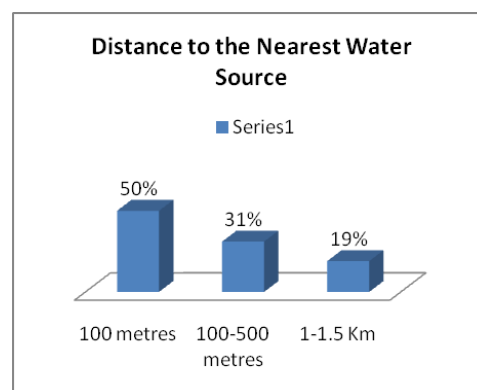 Distance to the Nearest Water
Source
Series1
50%
31%
19%
100 metres 100-500 1-1.5 Km
metres